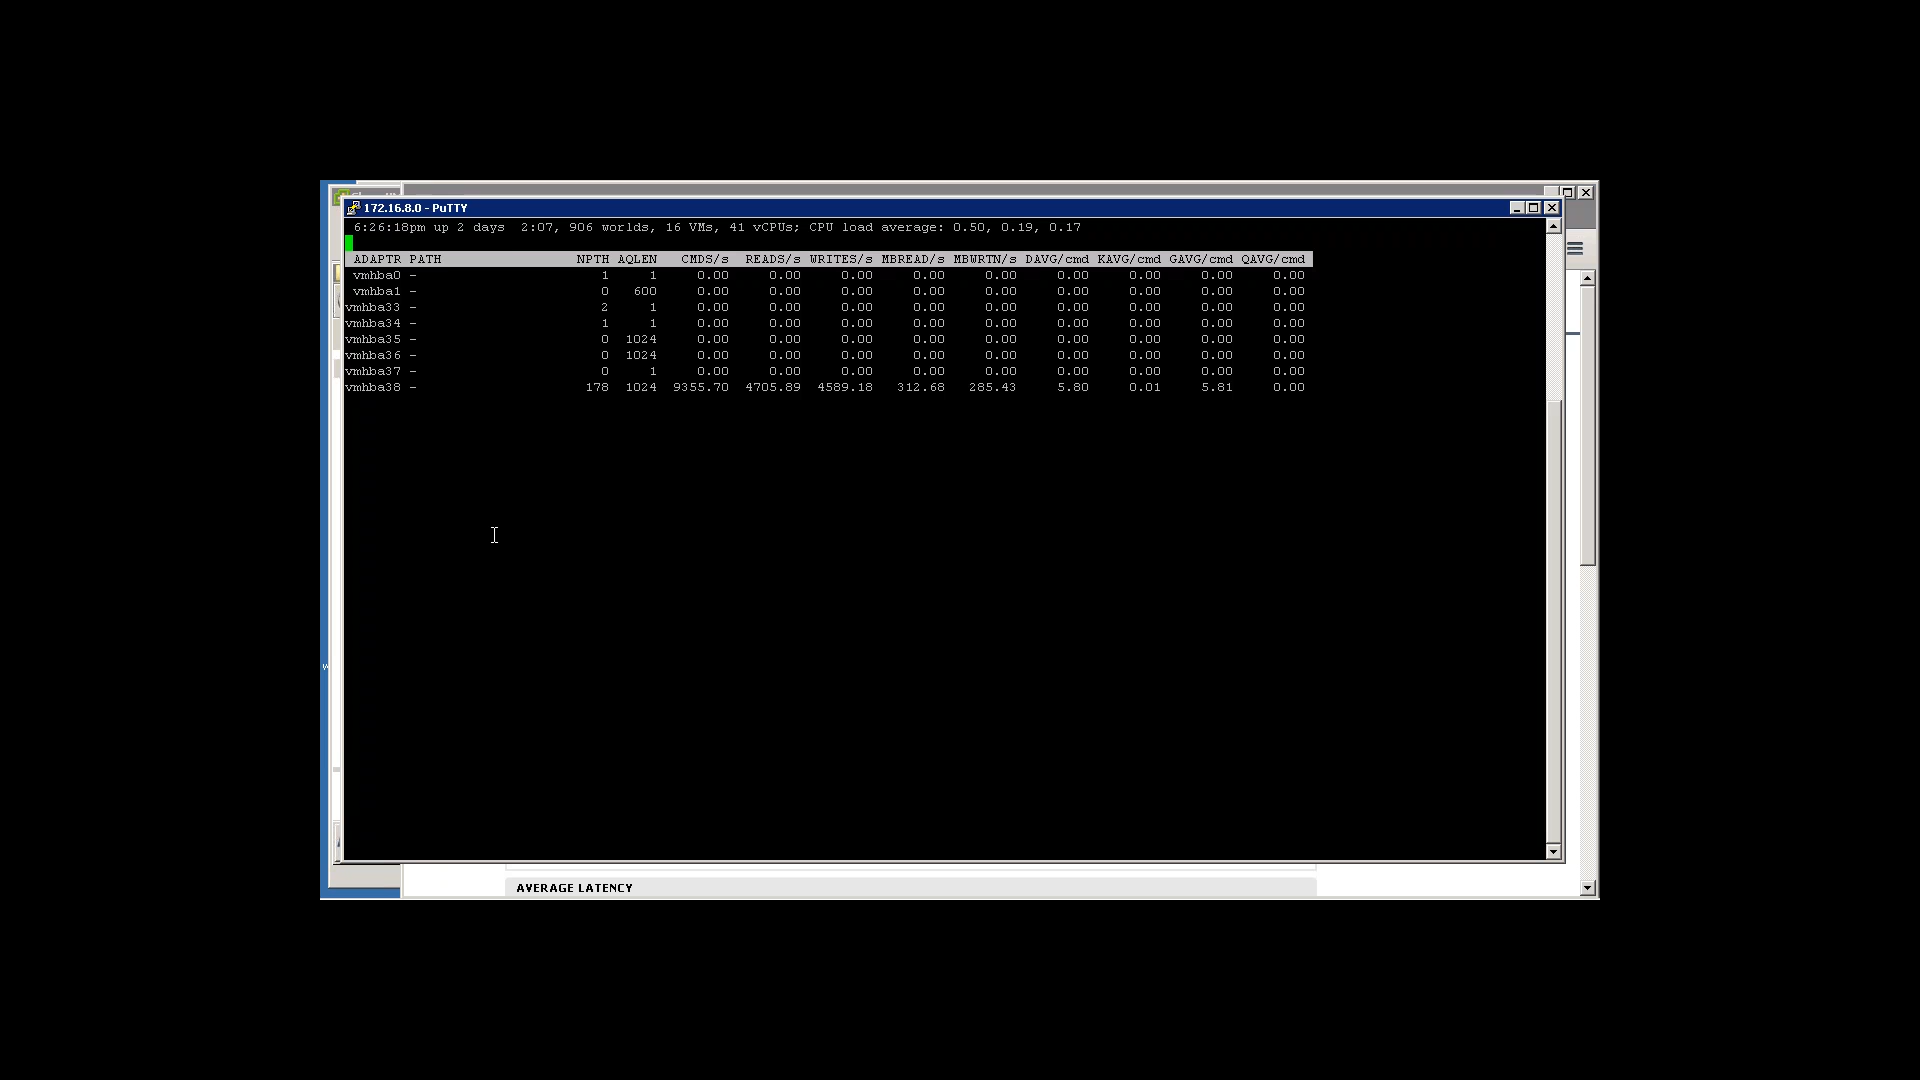 172.16.8.0 - PuTTY
6:26:18pm up 2 days  2:07, 906 worlds, 16 VMs, 41 vCPUs; CPU load average: 0.50, 0.19, 0.17
ADAPTR PATH NPTH AQLEN CMDS/s READS/s WRITES/s MBREAD/s MBWRTN/s DAVG/cmd KAVG/cmd GAVG/cmd QAVG/cmd
vmhba0 - 1 1 0.00 0.00 0.00 0.00 0.00 0.00 0.00 0.00 0.00
vmhba1 - 0 600 0.00 0.00 0.00 0.00 0.00 0.00 0.00 0.00 0.00
vmhba33 - 2 1 0.00 0.00 0.00 0.00 0.00 0.00 0.00 0.00 0.00
vmhba34 - 1 1 0.00 0.00 0.00 0.00 0.00 0.00 0.00 0.00 0.00
vmhba35 - 0 1024 0.00 0.00 0.00 0.00 0.00 0.00 0.00 0.00 0.00
vmhba36 - 0 1024 0.00 0.00 0.00 0.00 0.00 0.00 0.00 0.00 0.00
vmhba37 - 0 1 0.00 0.00 0.00 0.00 0.00 0.00 0.00 0.00 0.00
vmhba38 - 178 1024 9355.70 4705.89 4589.18 312.68 285.43 5.80 0.01 5.81 0.00
AVERAGE LATENCY